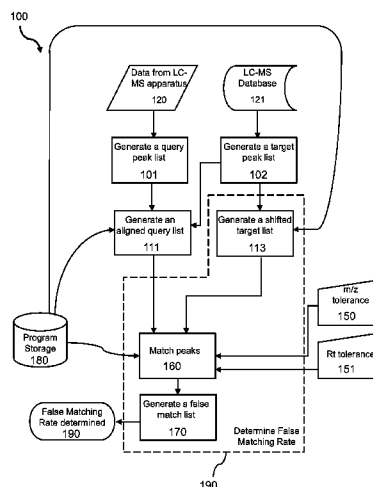 100
Data from LC-
MS apparatus
120
LC-MS
Database
121
Generate a query
peak list
101
Generate a target
peak list
102
Generate an
aligned query list
111
Generate a shifted
target list
113
m/z
tolerance
150
Program
Storage
180
Match peaks
160
Rt tolerance
151
False Matching
Rate determined
190
Generate a false
match list
170
Determine False
Matching Rate
190